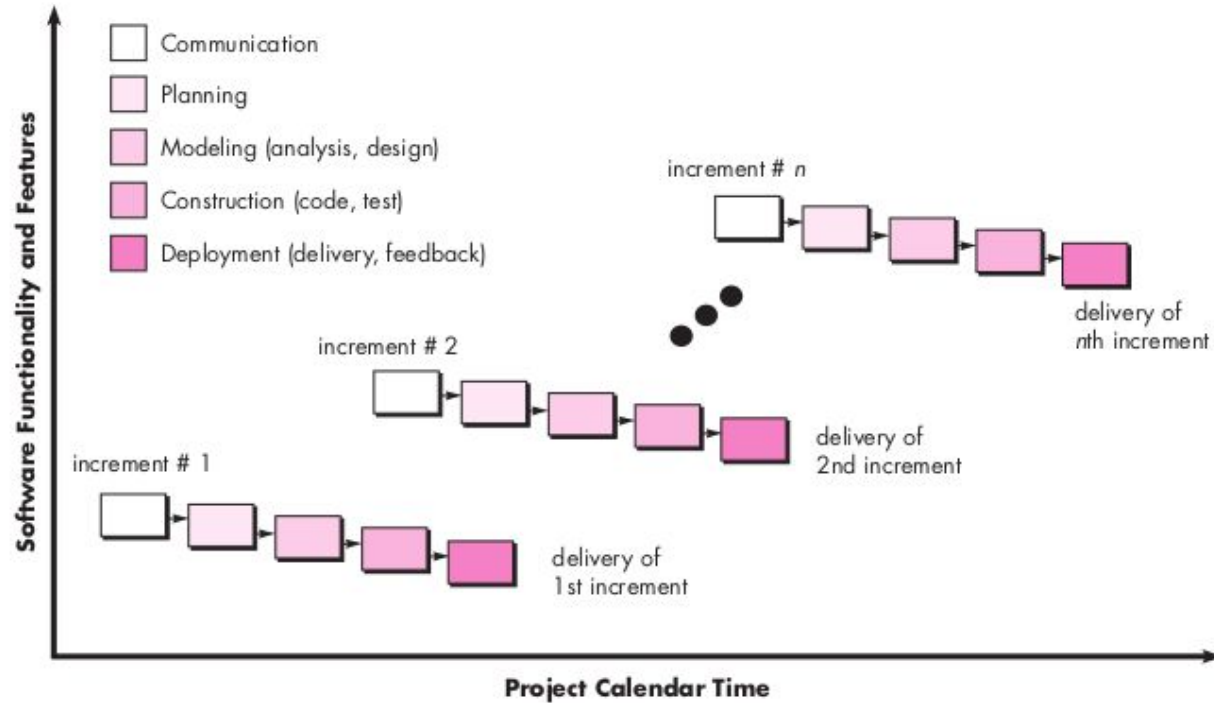 Communication
Planning
Modeling (analysis, design)
Construction (code, test)
Deployment (delivery, feedback)
Software Functionality and Features
increment # n
delivery of
nth increment
increment # 2
delivery of
2nd increment
increment # 1
delivery of
1st increment
Project Calendar Time